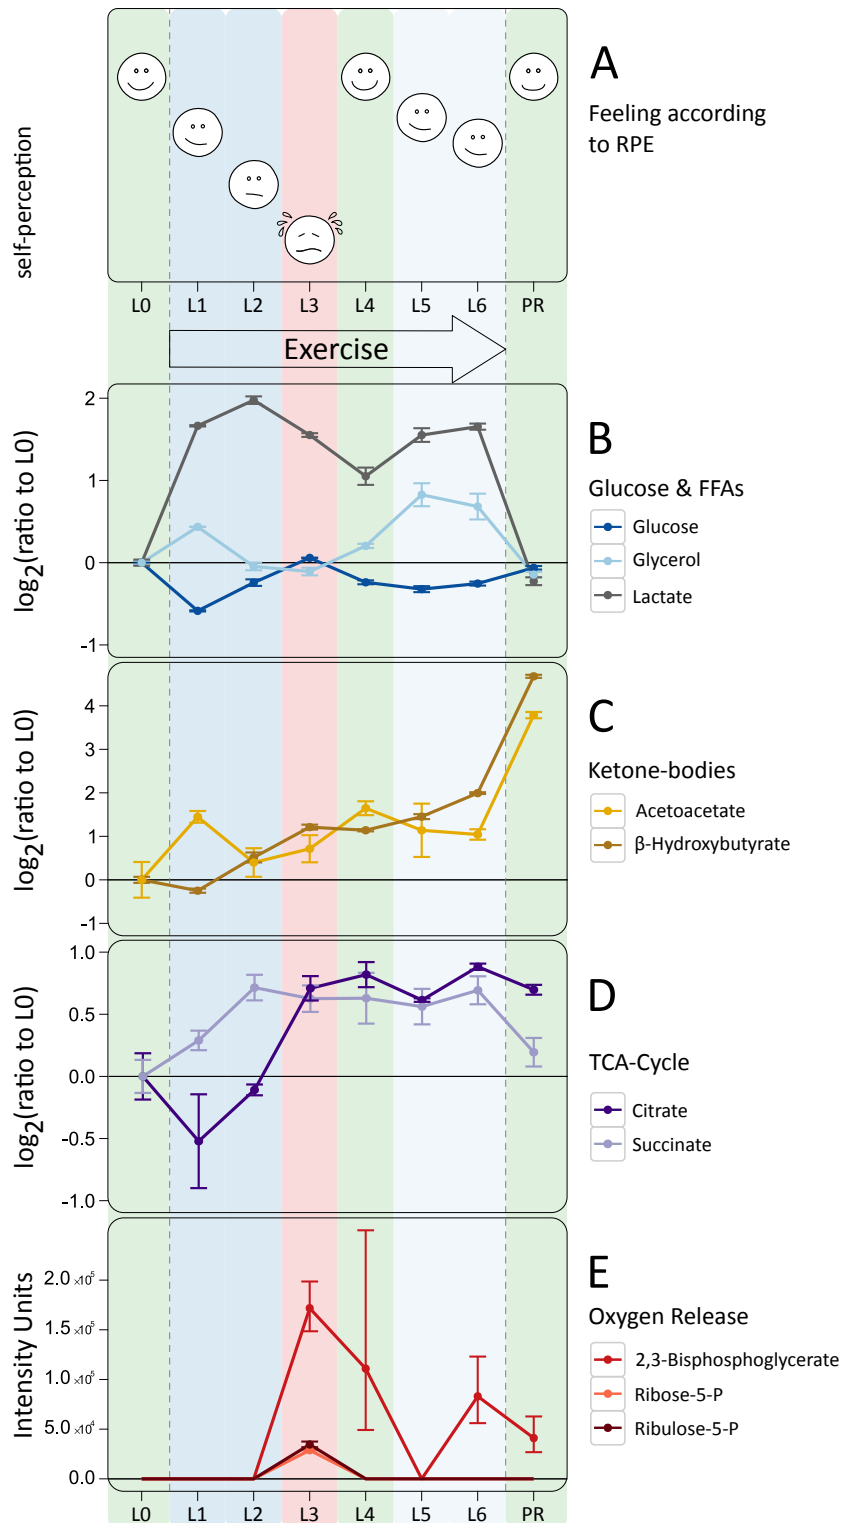 A
Feeling according
to RPE
self-perception
L0 L1 L2 L3 L4 L5 L6 PR
Exercise
B
Glucose & FFAs
Glucose
Glycerol
Lactate
log2(ratio to L0)
2
1
0
-1
C
Ketone-bodies
Acetoacetate
β-Hydroxybutyrate
log2(ratio to L0)
4
3
2
1
0
-1
D
TCA-Cycle
Citrate
Succinate
log2(ratio to L0)
1.0
0.5
0.0
-0.5
-1.0
E
Oxygen Release
2,3-Bisphosphoglycerate
Ribose-5-P
Ribulose-5-P
Intensity Units
2.0 x10⁵
1.5 x10⁵
1.0 x10⁵
5.0 x10⁴
0.0
L0 L1 L2 L3 L4 L5 L6 PR